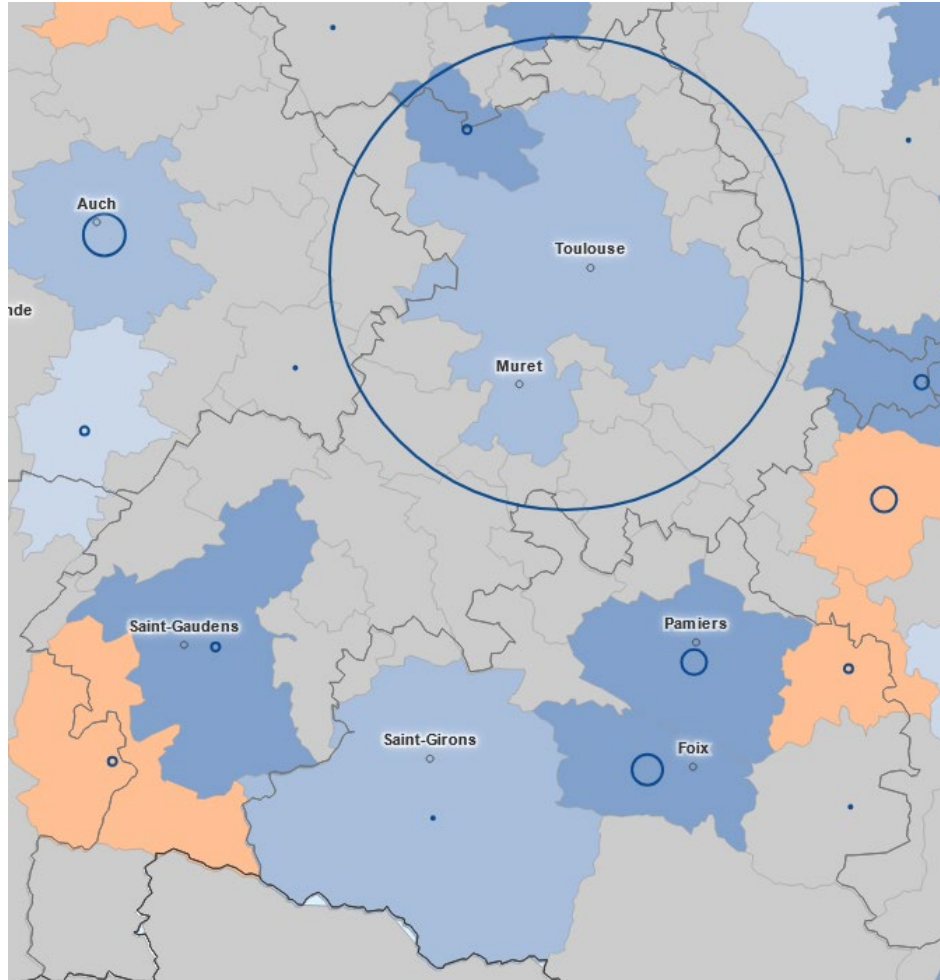 Auch
Toulouse
nde
Muret
Saint-Gaudens
Pamiers
Saint-Girons
Foix